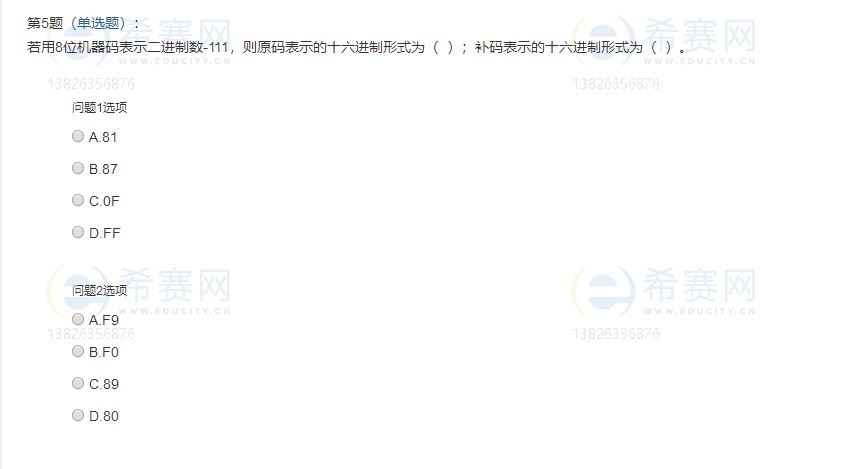 第5题（单选题）：
若用8位机器码表示二进制数-111，则原码表示的十六进制形式为（ ）；补码表示的十六进制形式为（ ）。
希赛网
WWW.EDUCITY.CN
13826356876
希赛网
WWW.EDUCITY.CN
13826356876
问题1选项
A.81
B.87
C.0F
D.FF
希赛网
WWW.EDUCITY.CN
13826356876
希赛网
WWW.EDUCITY.CN
13826356876
问题2选项
A.F9
B.F0
C.89
D.80